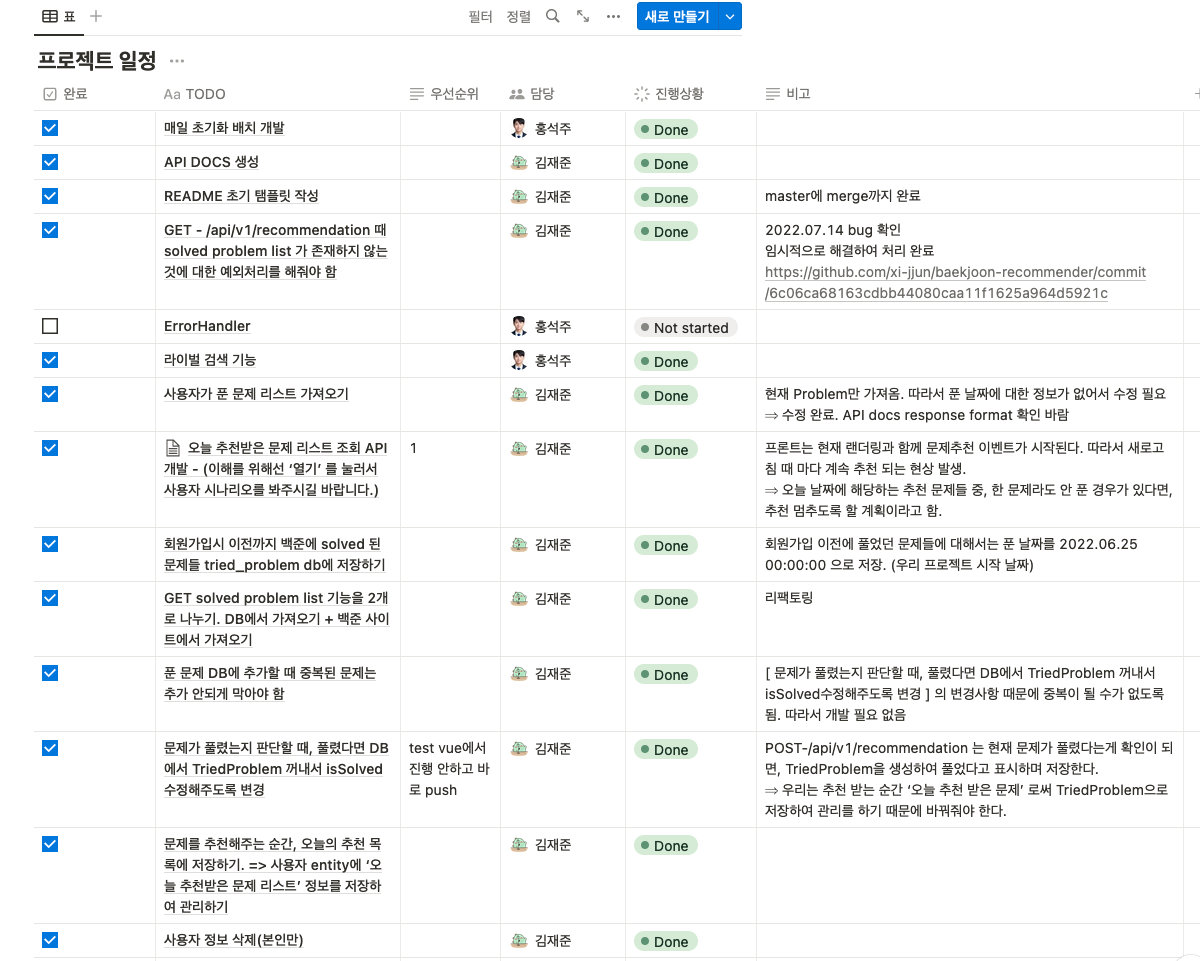 표
필터 정렬 새로 만들기
프로젝트 일정
완료 Aa TODO 우선순위 담당 진행상황 비고
매일 초기화 배치 개발 홍석주 Done
API DOCS 생성 김재준 Done
README 초기 탬플릿 작성 김재준 Done master에 merge까지 완료
GET - /api/v1/recommendation 때 김재준 Done 2022.07.14 bug 확인
solved problem list 가 존재하지 않는 임시적으로 해결하여 처리 완료
것에 대한 예외처리를 해줘야 함 https://github.com/xi-jjun/baekjoon-recommender/commit
/6c06ca68163cdbb44080caa11f1625a964d5921c
ErrorHandler 홍석주 Not started
라이벌 검색 기능 홍석주 Done
사용자가 푼 문제 리스트 가져오기 김재준 Done 현재 Problem만 가져옴. 따라서 푼 날짜에 대한 정보가 없어서 수정 필요
⇒ 수정 완료. API docs response format 확인 바람
오늘 추천받은 문제 리스트 조회 API 1 김재준 Done 프론트는 현재 랜더링과 함께 문제추천 이벤트가 시작된다. 따라서 새로고
개발 - (이해를 위해선 ‘열기’ 를 눌러서 침 때 마다 계속 추천 되는 현상 발생.
사용자 시나리오를 봐주시길 바랍니다.) ⇒ 오늘 날짜에 해당하는 추천 문제들 중, 한 문제라도 안 푼 경우가 있다면,
추천 멈추도록 할 계획이라고 함.
회원가입시 이전까지 백준에 solved 된 김재준 Done 회원가입 이전에 풀었던 문제들에 대해서는 푼 날짜를 2022.06.25
문제들 tried_problem db에 저장하기 00:00:00 으로 저장. (우리 프로젝트 시작 날짜)
GET solved problem list 기능을 2개 김재준 Done 리팩토링
로 나누기. DB에서 가져오기 + 백준 사이
트에서 가져오기
푼 문제 DB에 추가할 때 중복된 문제는 김재준 Done [ 문제가 풀렸는지 판단할 때, 풀렸다면 DB에서 TriedProblem 꺼내서
추가 안되게 막아야 함 isSolved수정해주도록 변경 ] 의 변경사항 때문에 중복이 될 수가 없도록
됨. 따라서 개발 필요 없음
문제가 풀렸는지 판단할 때, 풀렸다면 DB test vue에서 김재준 Done POST-/api/v1/recommendation 는 현재 문제가 풀렸다는게 확인이 되
에서 TriedProblem 꺼내서 isSolved 진행 안하고 바 면, TriedProblem을 생성하여 풀었다고 표시하며 저장한다.
수정해주도록 변경 로 push ⇒ 우리는 추천 받는 순간 ‘오늘 추천 받은 문제’ 로써 TriedProblem으로
저장하여 관리를 하기 때문에 바꿔줘야 한다.
문제를 추천해주는 순간, 오늘의 추천 목 김재준 Done
록에 저장하기. => 사용자 entity에 ‘오
늘 추천받은 문제 리스트’ 정보를 저장하
여 관리하기
사용자 정보 삭제(본인만) 김재준 Done